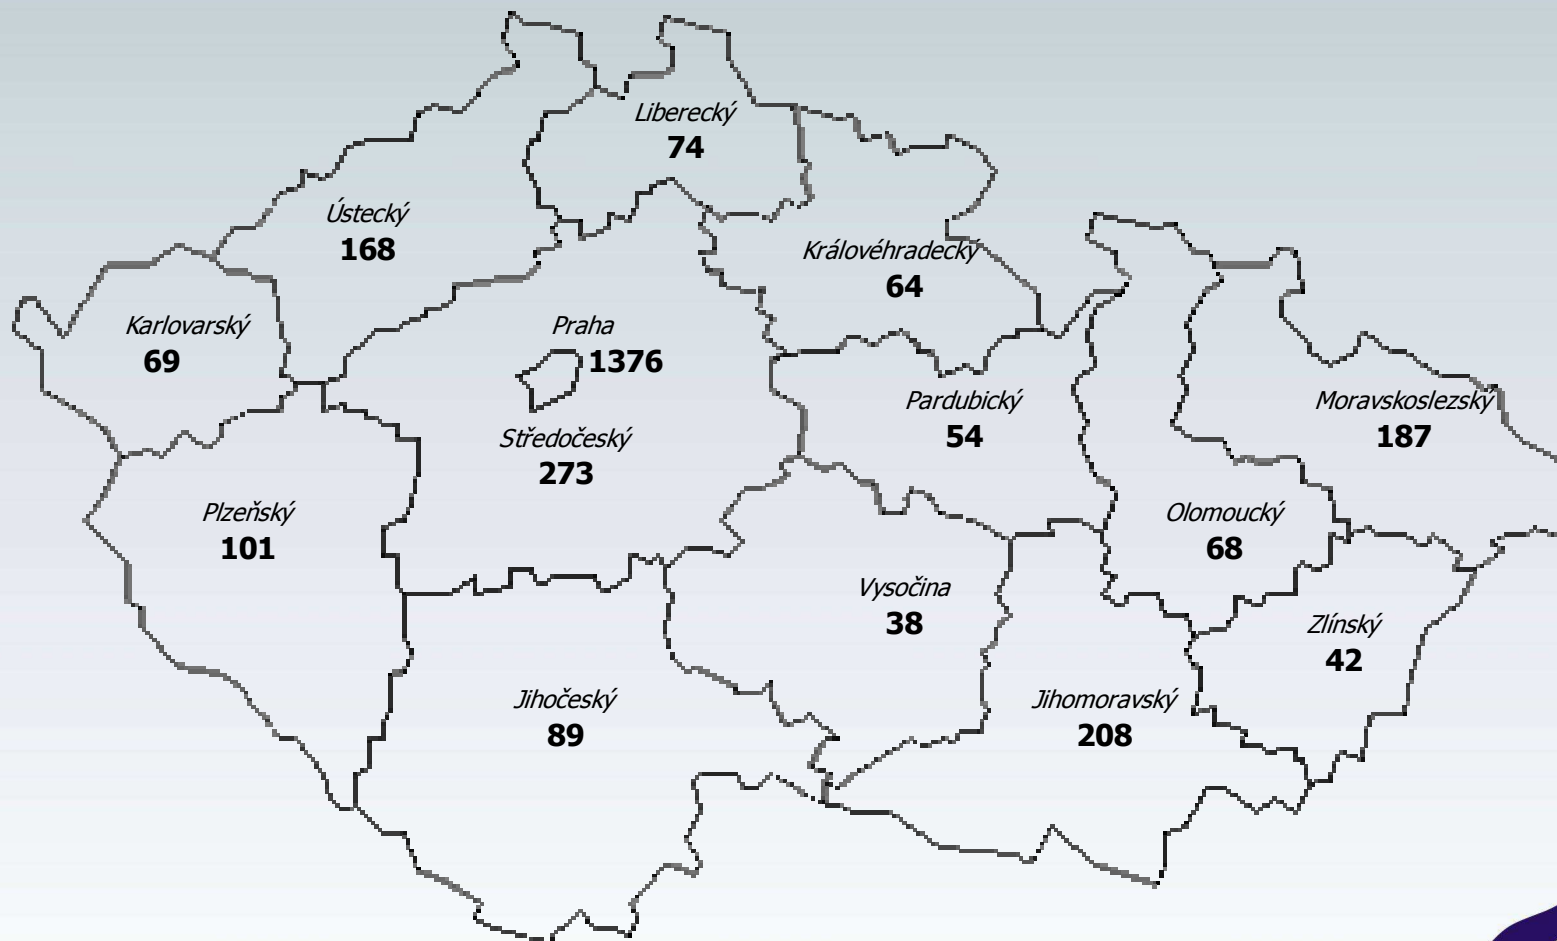 Liberecký
74
Ústecký
168
Královéhradecký
64
Karlovarský
69
Praha
1376
Pardubický
54
Moravskoslezský
187
Středočeský
273
Plzeňský
101
Olomoucký
68
Vysočina
38
Zlínský
42
Jihočeský
89
Jihomoravský
208